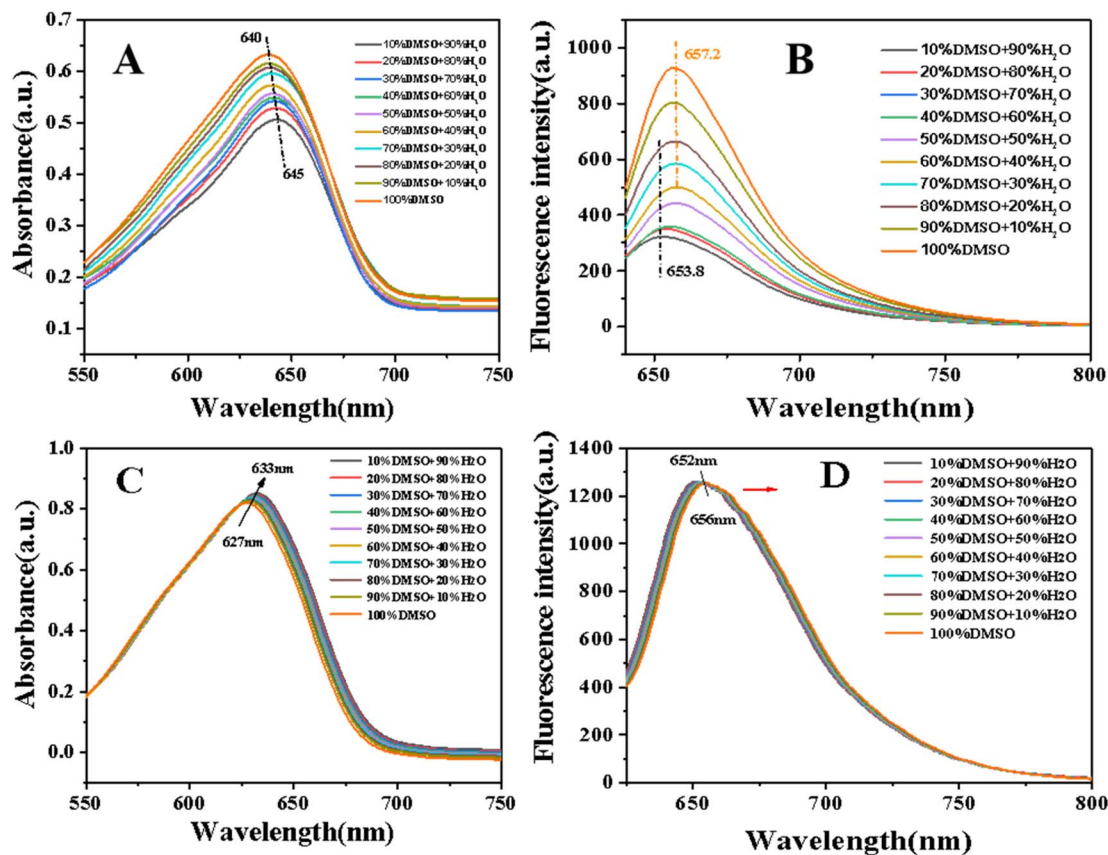 A
640
645
10%DMSO+90%H2O
20%DMSO+80%H2O
30%DMSO+70%H2O
40%DMSO+60%H2O
50%DMSO+50%H2O
60%DMSO+40%H2O
70%DMSO+30%H2O
80%DMSO+20%H2O
90%DMSO+10%H2O
100%DMSO
0.7
0.6
0.5
0.4
0.3
0.2
0.1
Absorbance(a.u.)
550 600 650 700 750
Wavelength(nm)
B
657.2
653.8
10%DMSO+90%H2O
20%DMSO+80%H2O
30%DMSO+70%H2O
40%DMSO+60%H2O
50%DMSO+50%H2O
60%DMSO+40%H2O
70%DMSO+30%H2O
80%DMSO+20%H2O
90%DMSO+10%H2O
100%DMSO
1000
800
600
400
200
0
Fluorescence intensity(a.u.)
650 700 750 800
Wavelength(nm)
C
633nm
627nm
10%DMSO+90%H2O
20%DMSO+80%H2O
30%DMSO+70%H2O
40%DMSO+60%H2O
50%DMSO+50%H2O
60%DMSO+40%H2O
70%DMSO+30%H2O
80%DMSO+20%H2O
90%DMSO+10%H2O
100%DMSO
1.0
0.8
0.6
0.4
0.2
0.0
Absorbance(a.u.)
550 600 650 700 750
Wavelength(nm)
D
652nm
656nm
10%DMSO+90%H2O
20%DMSO+80%H2O
30%DMSO+70%H2O
40%DMSO+60%H2O
50%DMSO+50%H2O
60%DMSO+40%H2O
70%DMSO+30%H2O
80%DMSO+20%H2O
90%DMSO+10%H2O
100%DMSO
1400
1200
1000
800
600
400
200
0
Fluorescence intensity(a.u.)
650 700 750 800
Wavelength(nm)